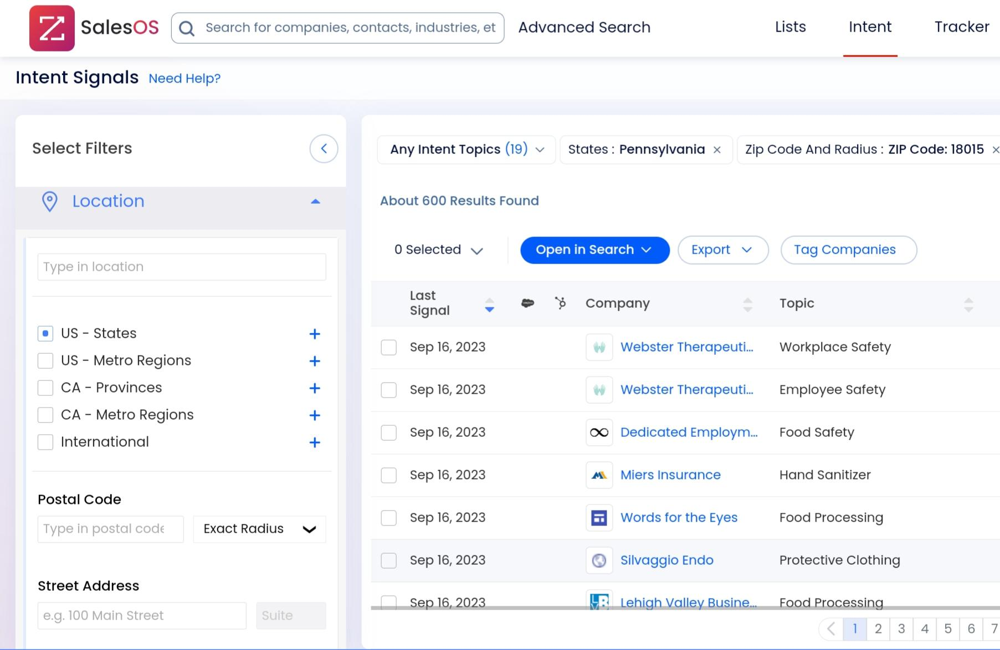 SalesOS
Search for companies, contacts, industries, et
Advanced Search
Lists
Intent
Tracker
Intent Signals
Need Help?
Select Filters
Location
Type in location
US - States
US - Metro Regions
CA - Provinces
CA - Metro Regions
International
Postal Code
Type in postal code
Exact Radius
Street Address
e.g. 100 Main Street
Suite
Any Intent Topics (19)
States : Pennsylvania
Zip Code And Radius : ZIP Code: 18015
About 600 Results Found
0 Selected
Open in Search
Export
Tag Companies
Last Signal
Company
Topic
Sep 16, 2023 Webster Therapeuti... Workplace Safety
Sep 16, 2023 Webster Therapeuti... Employee Safety
Sep 16, 2023 Dedicated Employm... Food Safety
Sep 16, 2023 Miers Insurance Hand Sanitizer
Sep 16, 2023 Words for the Eyes Food Processing
Sep 16, 2023 Silvaggio Endo Protective Clothing
Sep 16, 2023 LVB Lehigh Valley Busine... Food Processing
1 2 3 4 5 6 7